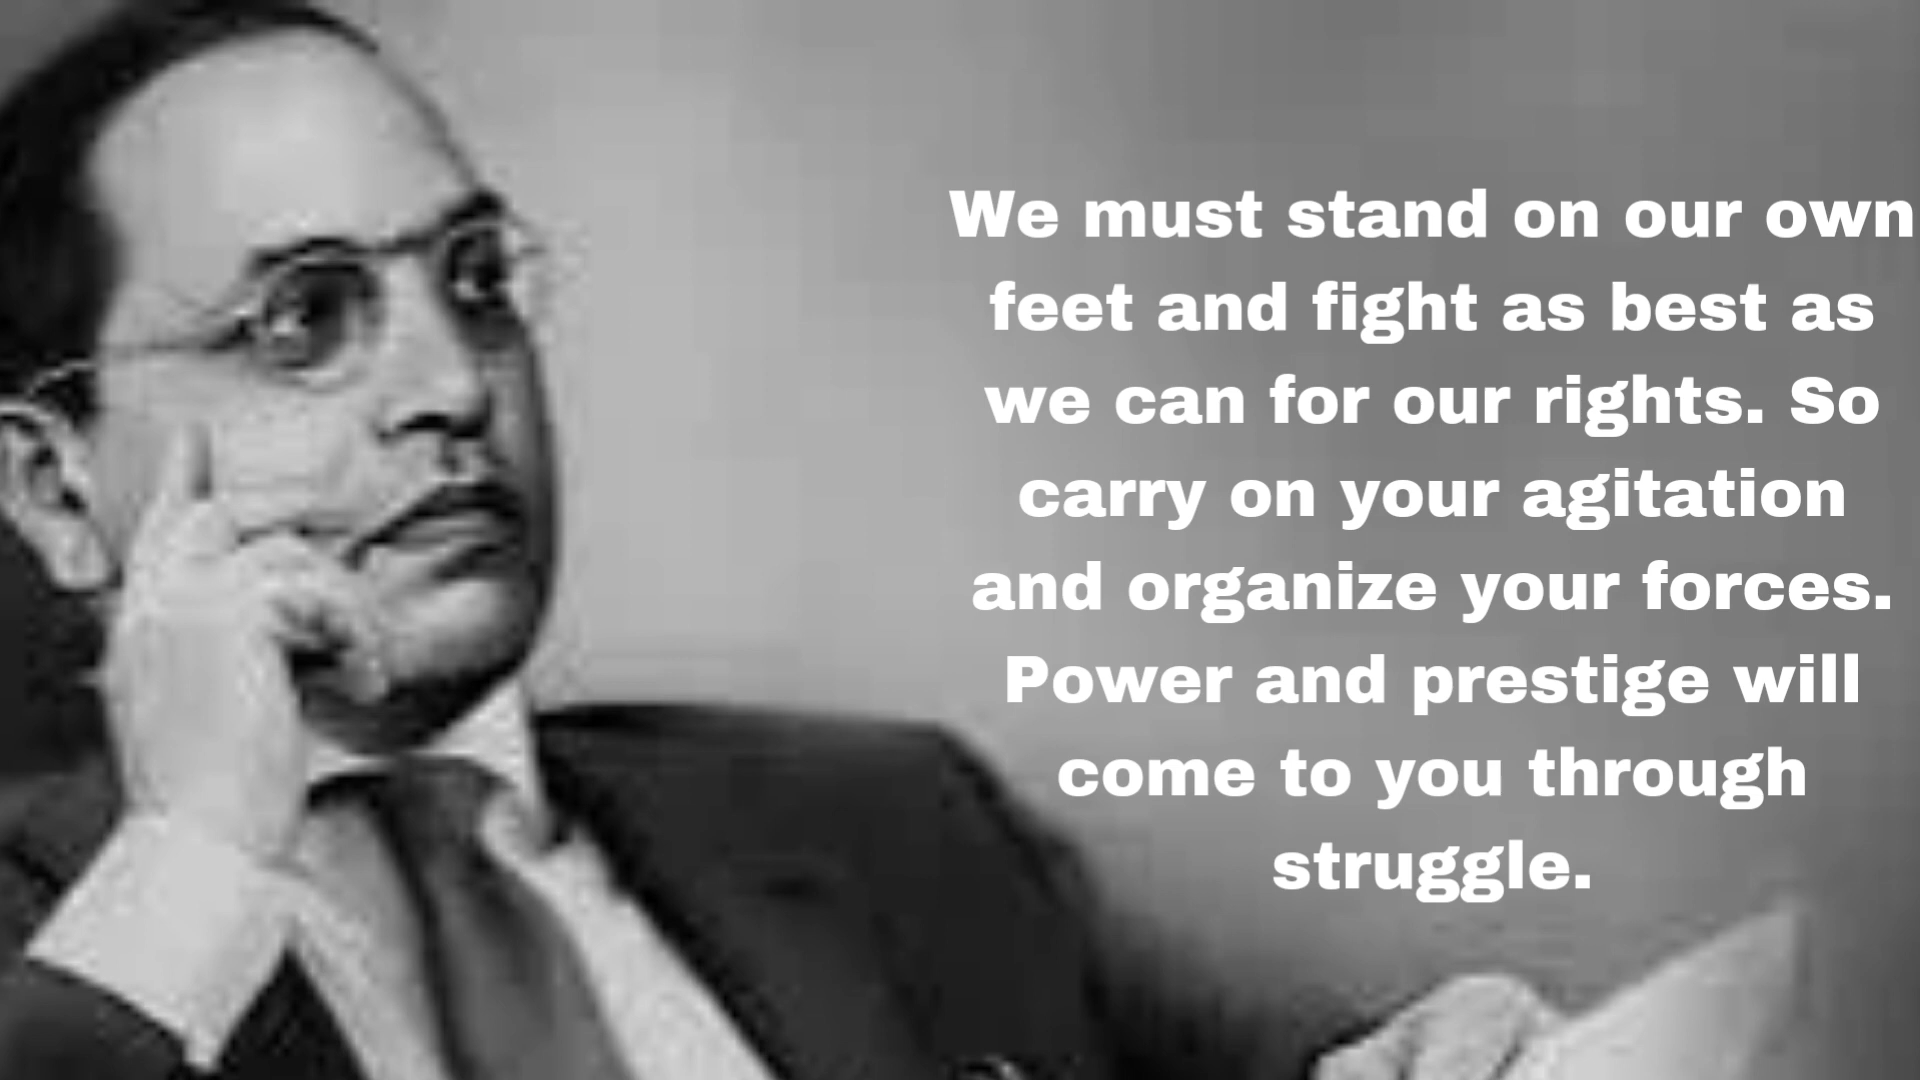 We must stand on our own
feet and fight as best as
we can for our rights. So
carry on your agitation
and organize your forces.
Power and prestige will
come to you through
struggle.